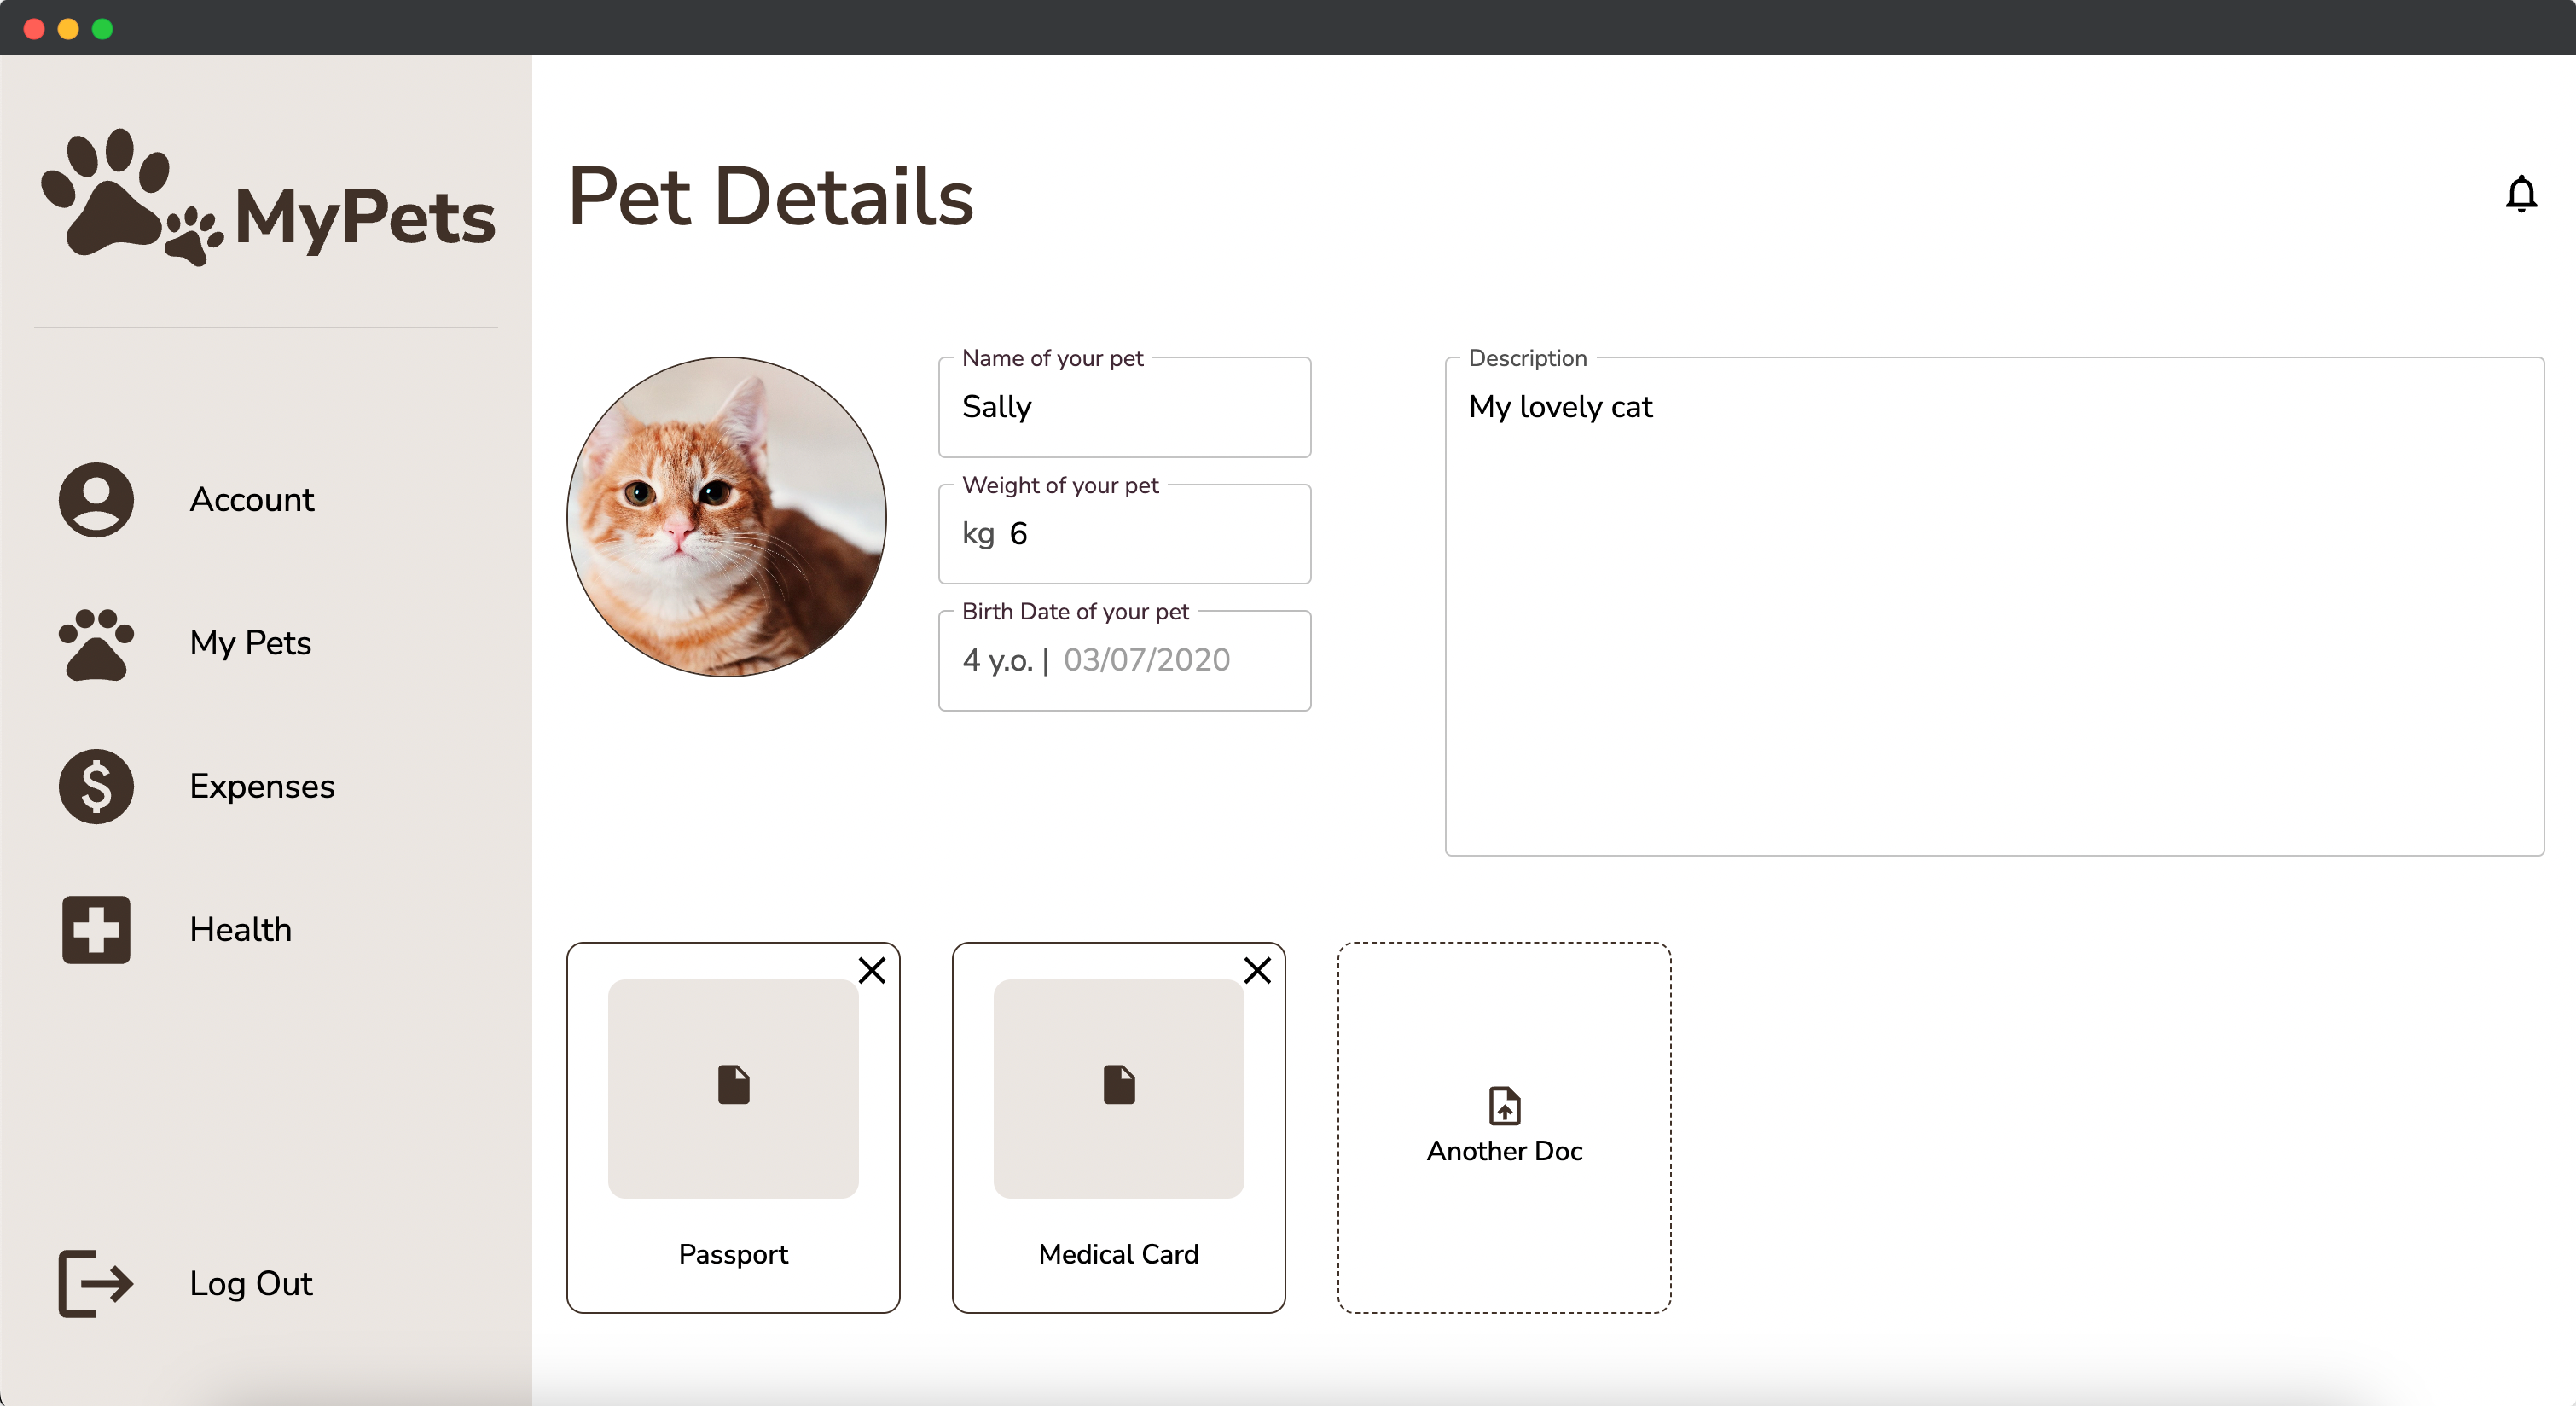 MyPets
Account
My Pets
Expenses
Health
Log Out
Pet Details
Name of your pet
Sally
Weight of your pet
kg 6
Birth Date of your pet
4 y.o. | 03/07/2020
Description
My lovely cat
Passport
Medical Card
Another Doc